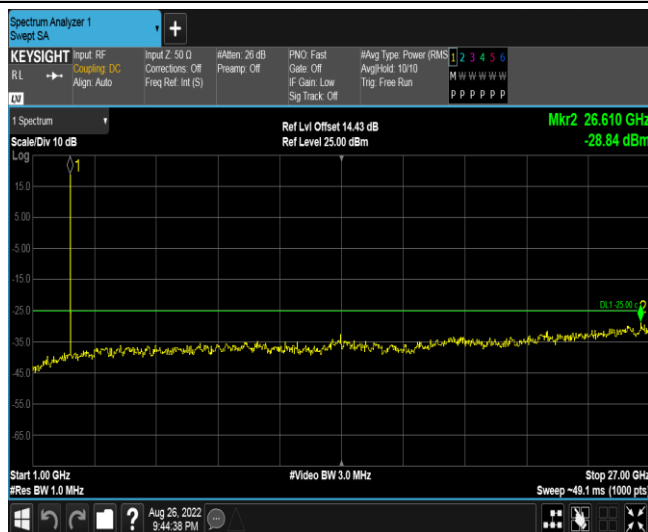 Spectrum Analyzer 1
Swept SA
+
KEYSIGHT
RL
LXI
Input: RF
Coupling: DC
Align: Auto
Input Z: 50 Ω
Corrections: Off
Freq Ref: Int (S)
#Atten: 26 dB
Preamp: Off
PNO: Fast
Gate: Off
IF Gain: Low
Sig Track: Off
#Avg Type: Power (RMS
Avg|Hold: 10/10
Trig: Free Run
1 2 3 4 5 6
M W W W W W
P P P P P P
1 Spectrum
Scale/Div 10 dB
Log
Ref Lvl Offset 14.43 dB
Ref Level 25.00 dBm
Mkr2 26.610 GHz
-28.84 dBm
1
15.0
5.00
-5.00
-15.0
-25.0
-35.0
-45.0
-55.0
-65.0
2
Start 1.00 GHz
#Res BW 1.0 MHz
#Video BW 3.0 MHz
Stop 27.00 GHz
Sweep ~49.1 ms (1000 pts)
?
Aug 26, 2022
9:44:38 PM